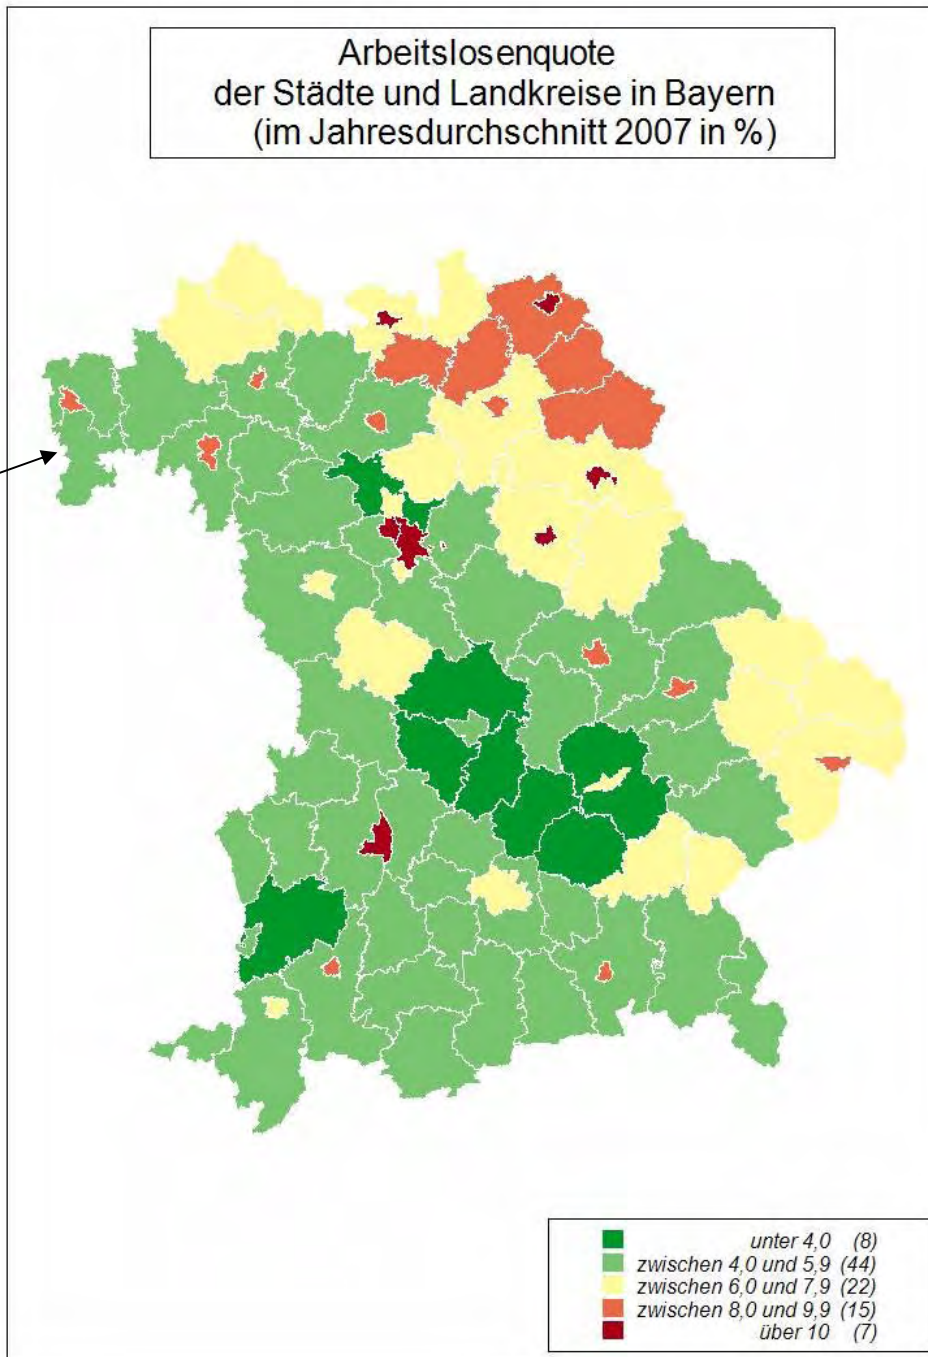 Arbeitslosenquote
der Städte und Landkreise in Bayern
(im Jahresdurchschnitt 2007 in %)
unter 4,0 (8)
zwischen 4,0 und 5,9 (44)
zwischen 6,0 und 7,9 (22)
zwischen 8,0 und 9,9 (15)
über 10 (7)